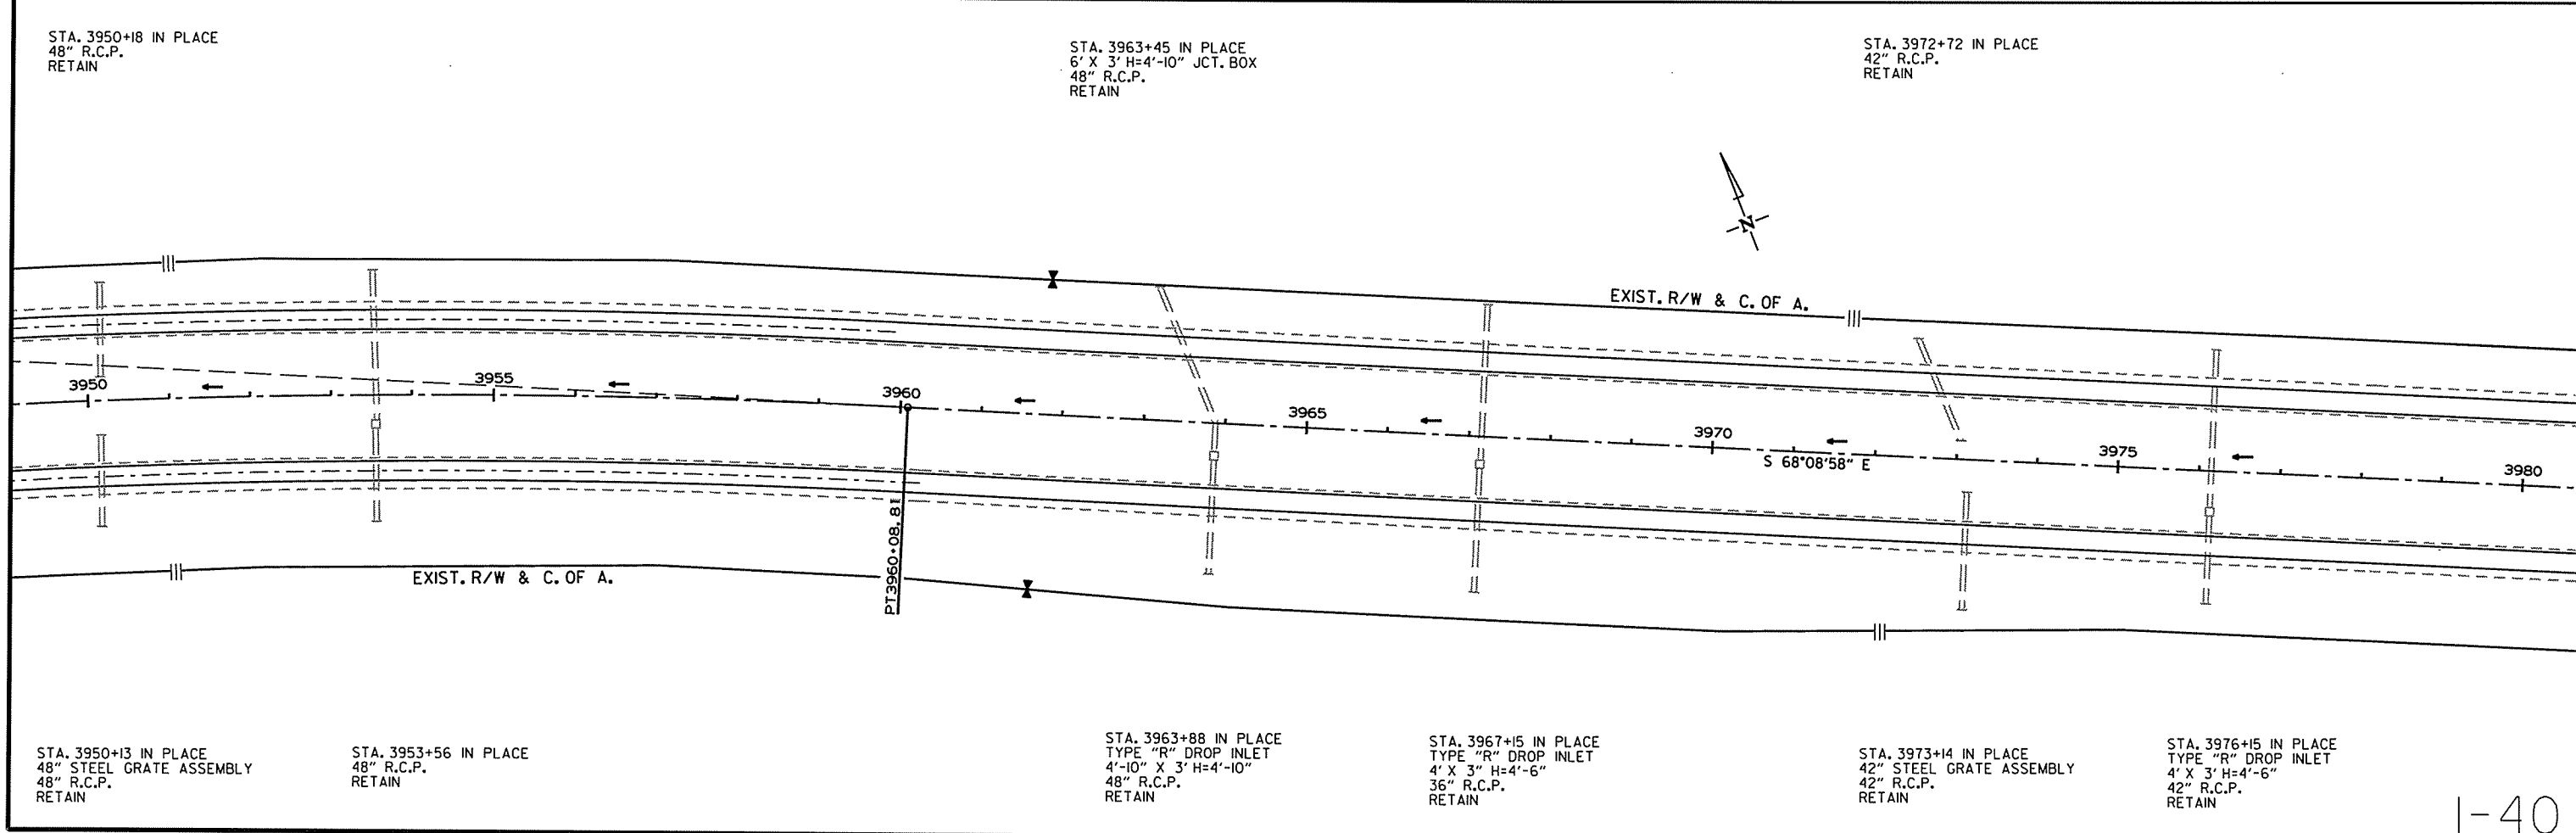 STA. 3950+18 IN PLACE
48" R.C.P.
RETAIN
STA. 3963+45 IN PLACE
6' X 3' H=4'-10" JCT. BOX
48" R.C.P.
RETAIN
STA. 3972+72 IN PLACE
42" R.C.P.
RETAIN
N
EXIST. R/W & C. OF A.
3950
3955
3960
3965
3970
3975
3980
S 68°08'58" E
PT3960+08.81
EXIST. R/W & C. OF A.
STA. 3950+13 IN PLACE
48" STEEL GRATE ASSEMBLY
48" R.C.P.
RETAIN
STA. 3953+56 IN PLACE
48" R.C.P.
RETAIN
STA. 3963+88 IN PLACE
TYPE "R" DROP INLET
4'-10" X 3' H=4'-10"
48" R.C.P.
RETAIN
STA. 3967+15 IN PLACE
TYPE "R" DROP INLET
4' X 3" H=4'-6"
36" R.C.P.
RETAIN
STA. 3973+14 IN PLACE
42" STEEL GRATE ASSEMBLY
42" R.C.P.
RETAIN
STA. 3976+15 IN PLACE
TYPE "R" DROP INLET
4' X 3' H=4'-6"
42" R.C.P.
RETAIN
I-40